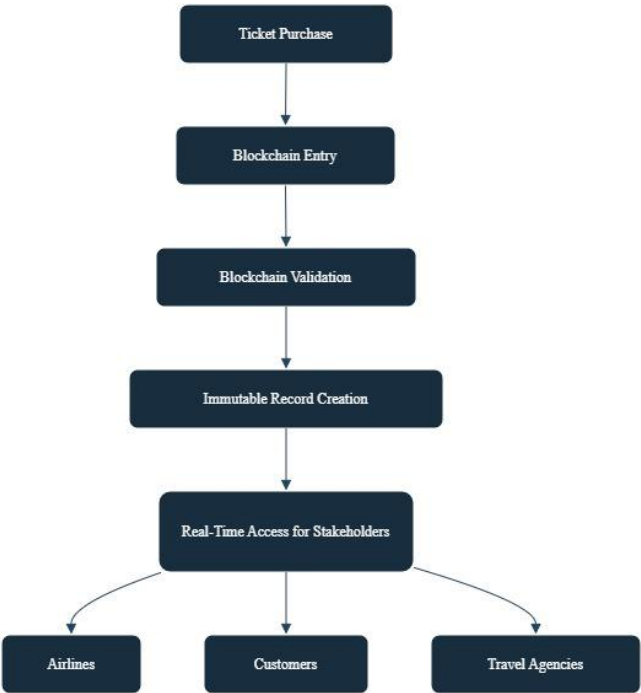 Ticket Purchase
Blockchain Entry
Blockchain Validation
Immutable Record Creation
Real-Time Access for Stakeholders
Airlines
Customers
Travel Agencies